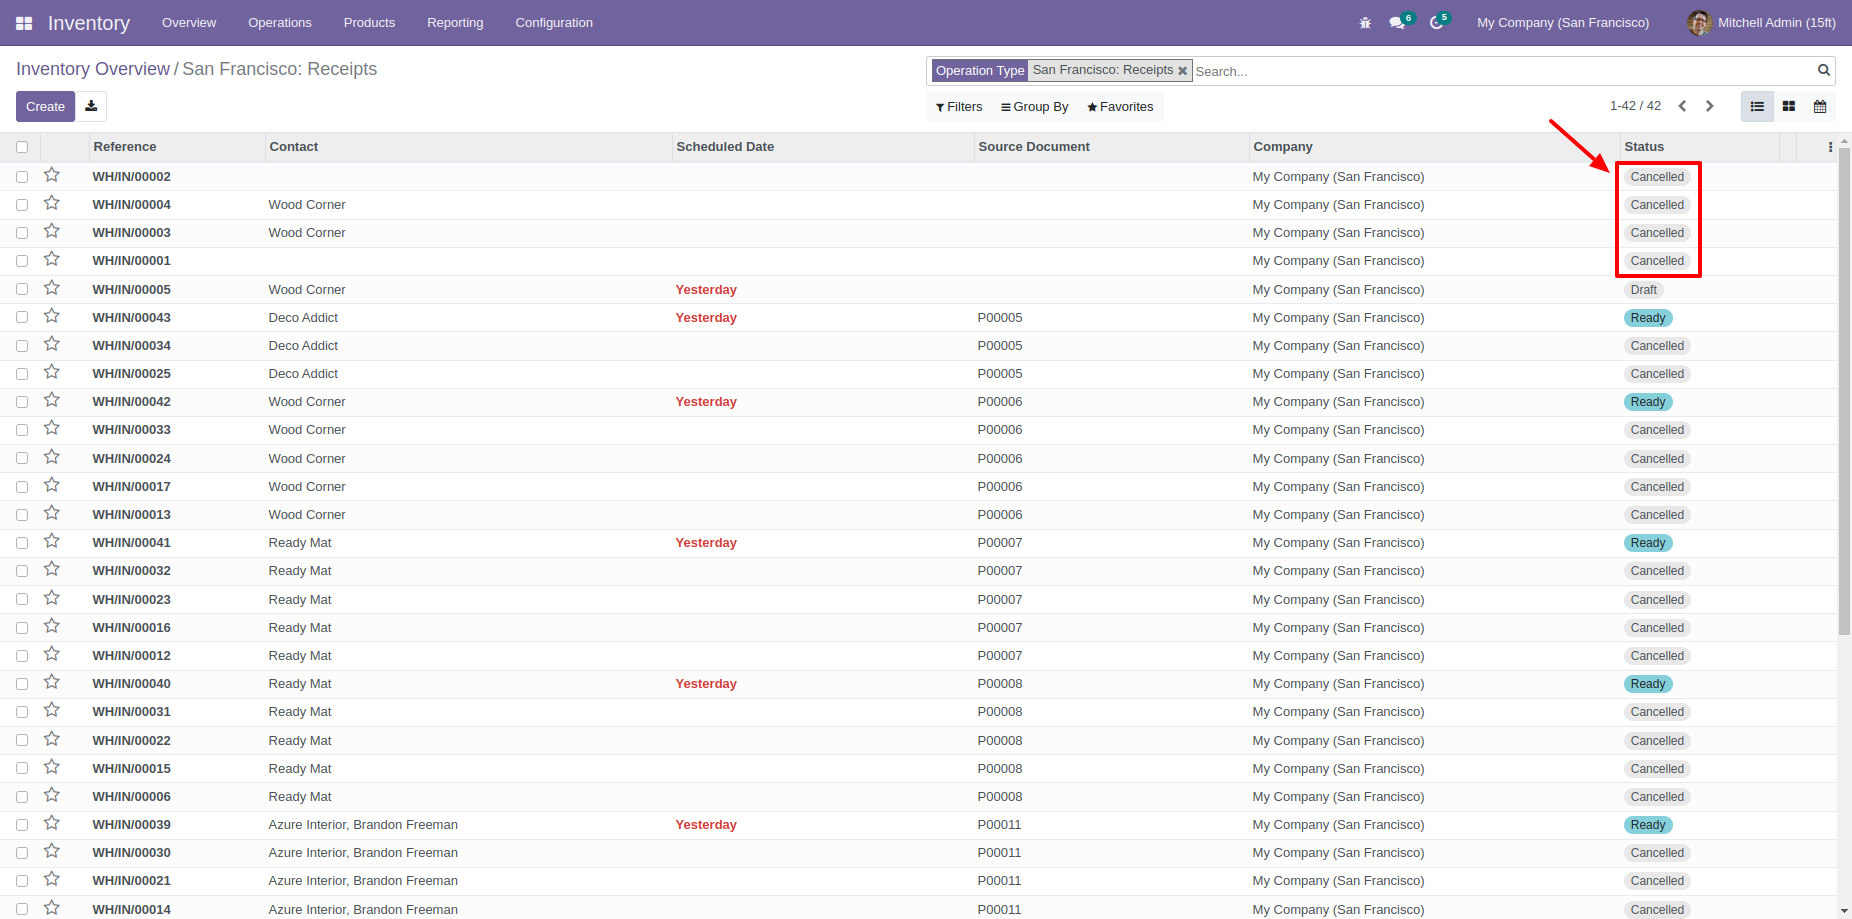 Inventory Overview Operations Products Reporting Configuration 6 5 My Company (San Francisco) Mitchell Admin (15ft)
Inventory Overview / San Francisco: Receipts
Operation Type San Francisco: Receipts Search...
Create Filters Group By Favorites 1-42 / 42
Reference Contact Scheduled Date Source Document Company Status
WH/IN/00002 My Company (San Francisco) Cancelled
WH/IN/00004 Wood Corner My Company (San Francisco) Cancelled
WH/IN/00003 Wood Corner My Company (San Francisco) Cancelled
WH/IN/00001 My Company (San Francisco) Cancelled
WH/IN/00005 Wood Corner Yesterday My Company (San Francisco) Draft
WH/IN/00043 Deco Addict Yesterday P00005 My Company (San Francisco) Ready
WH/IN/00034 Deco Addict P00005 My Company (San Francisco) Cancelled
WH/IN/00025 Deco Addict P00005 My Company (San Francisco) Cancelled
WH/IN/00042 Wood Corner Yesterday P00006 My Company (San Francisco) Ready
WH/IN/00033 Wood Corner P00006 My Company (San Francisco) Cancelled
WH/IN/00024 Wood Corner P00006 My Company (San Francisco) Cancelled
WH/IN/00017 Wood Corner P00006 My Company (San Francisco) Cancelled
WH/IN/00013 Wood Corner P00006 My Company (San Francisco) Cancelled
WH/IN/00041 Ready Mat Yesterday P00007 My Company (San Francisco) Ready
WH/IN/00032 Ready Mat P00007 My Company (San Francisco) Cancelled
WH/IN/00023 Ready Mat P00007 My Company (San Francisco) Cancelled
WH/IN/00016 Ready Mat P00007 My Company (San Francisco) Cancelled
WH/IN/00012 Ready Mat P00007 My Company (San Francisco) Cancelled
WH/IN/00040 Ready Mat Yesterday P00008 My Company (San Francisco) Ready
WH/IN/00031 Ready Mat P00008 My Company (San Francisco) Cancelled
WH/IN/00022 Ready Mat P00008 My Company (San Francisco) Cancelled
WH/IN/00015 Ready Mat P00008 My Company (San Francisco) Cancelled
WH/IN/00006 Ready Mat P00008 My Company (San Francisco) Cancelled
WH/IN/00039 Azure Interior, Brandon Freeman Yesterday P00011 My Company (San Francisco) Ready
WH/IN/00030 Azure Interior, Brandon Freeman P00011 My Company (San Francisco) Cancelled
WH/IN/00021 Azure Interior, Brandon Freeman P00011 My Company (San Francisco) Cancelled
WH/IN/00014 Azure Interior, Brandon Freeman P00011 My Company (San Francisco) Cancelled